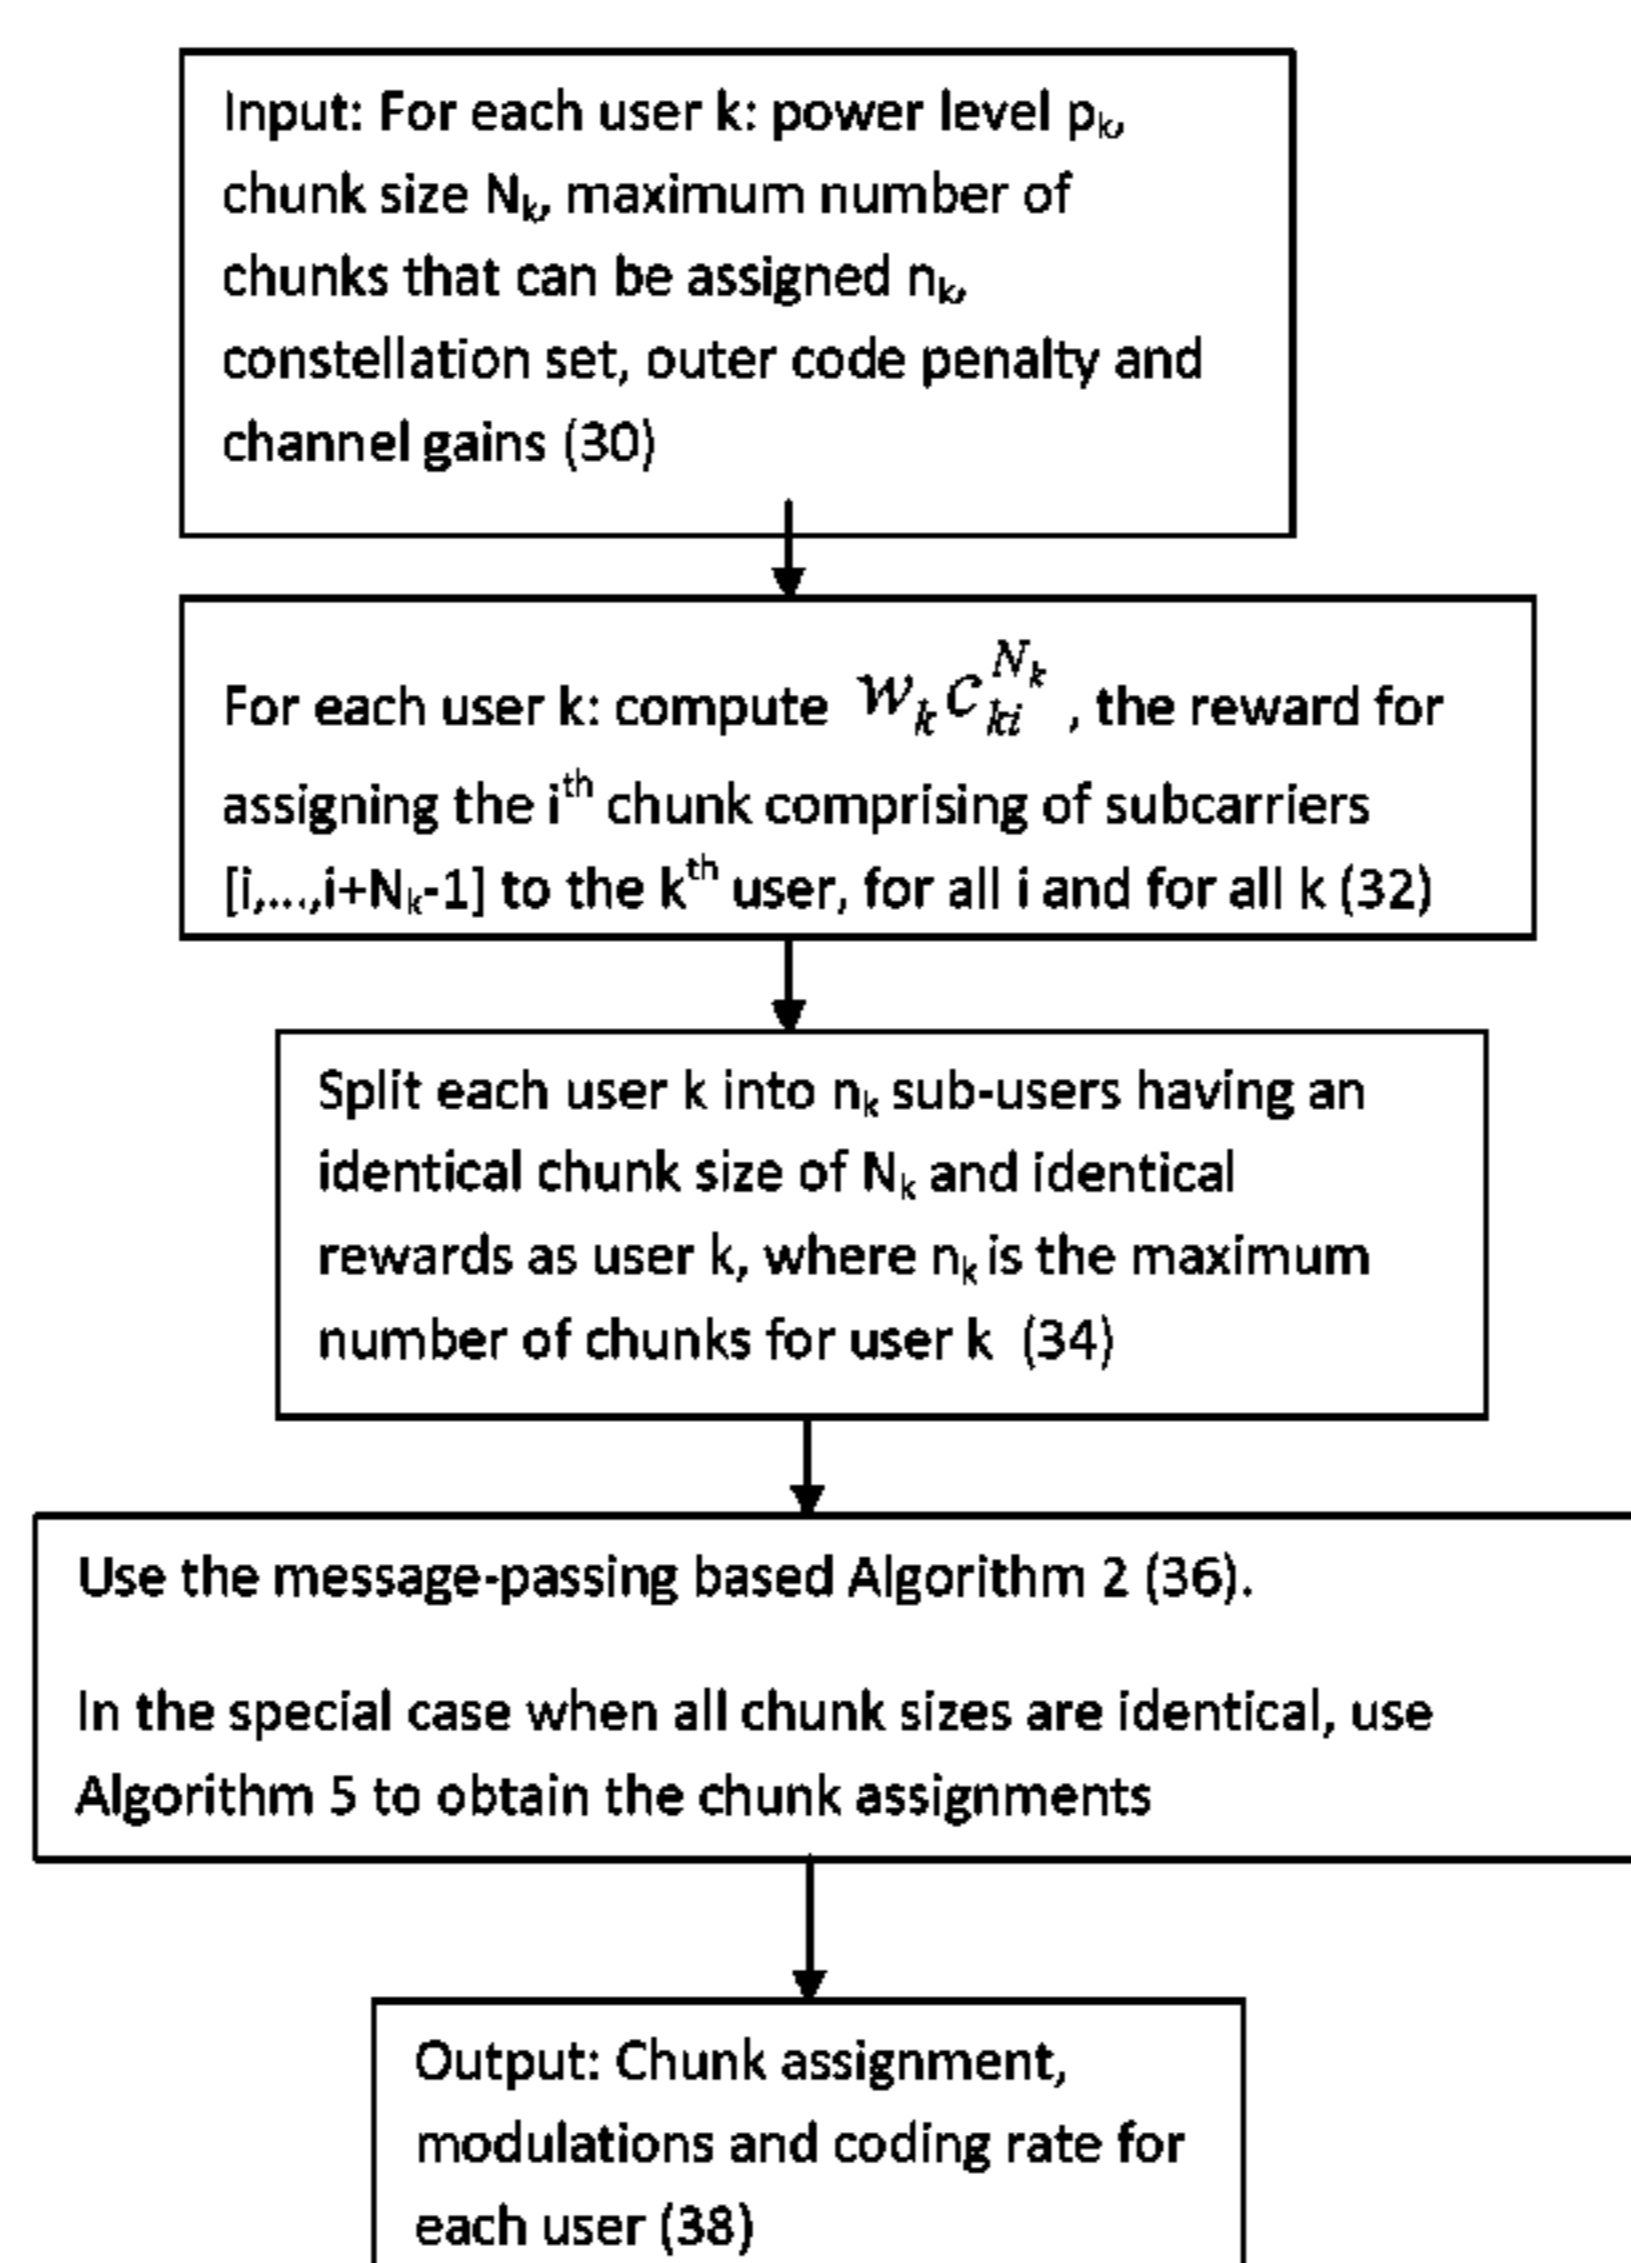 Input: For each user k: power level pₖ,
chunk size Nₖ, maximum number of
chunks that can be assigned nₖ,
constellation set, outer code penalty and
channel gains (30)
For each user k: compute w_k c_{ki}^{N_k}, the reward for
assigning the iᵗʰ chunk comprising of subcarriers
[i,...,i+Nₖ-1] to the kᵗʰ user, for all i and for all k (32)
Split each user k into nₖ sub-users having an
identical chunk size of Nₖ and identical
rewards as user k, where nₖ is the maximum
number of chunks for user k (34)
Use the message-passing based Algorithm 2 (36).
In the special case when all chunk sizes are identical, use
Algorithm 5 to obtain the chunk assignments
Output: Chunk assignment,
modulations and coding rate for
each user (38)